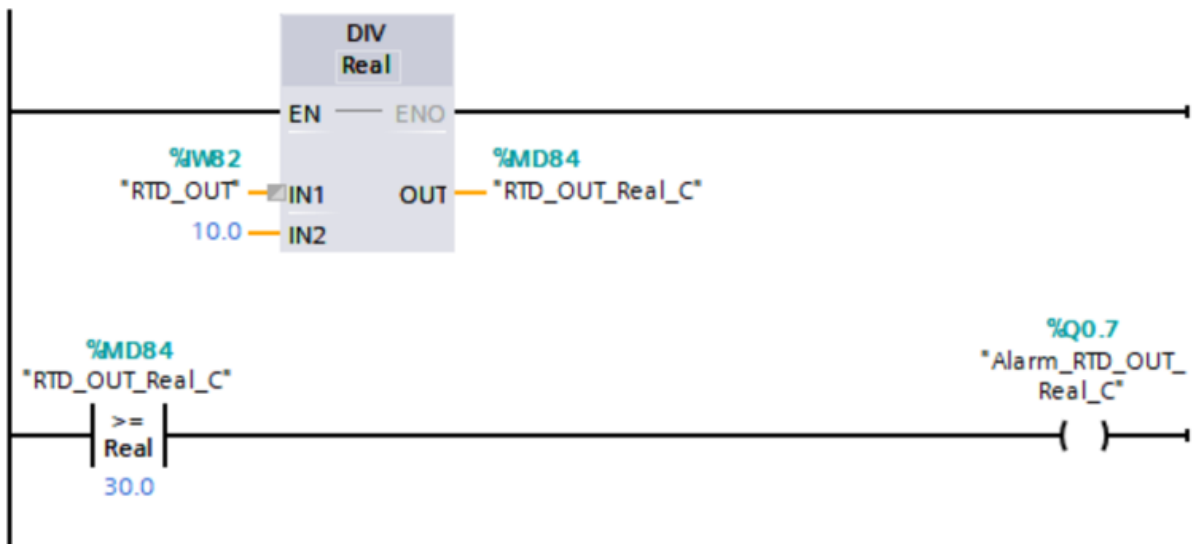 DIV
Real
EN
ENO
%IW82
%MD84
"RTD_OUT"
IN1
OUT
"RTD_OUT_Real_C"
10.0
IN2
%MD84
%Q0.7
"RTD_OUT_Real_C"
"Alarm_RTD_OUT_
Real_C"
>=
Real
30.0